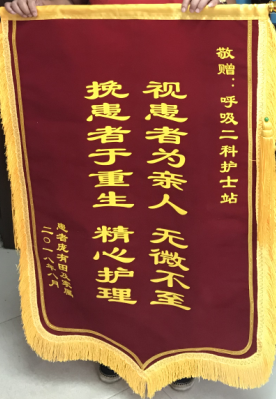 敬赠：呼吸二科护士站
视患者为亲人 无微不至
挽患者于重生 精心护理
患者庞有田及家属
二〇一八年八月